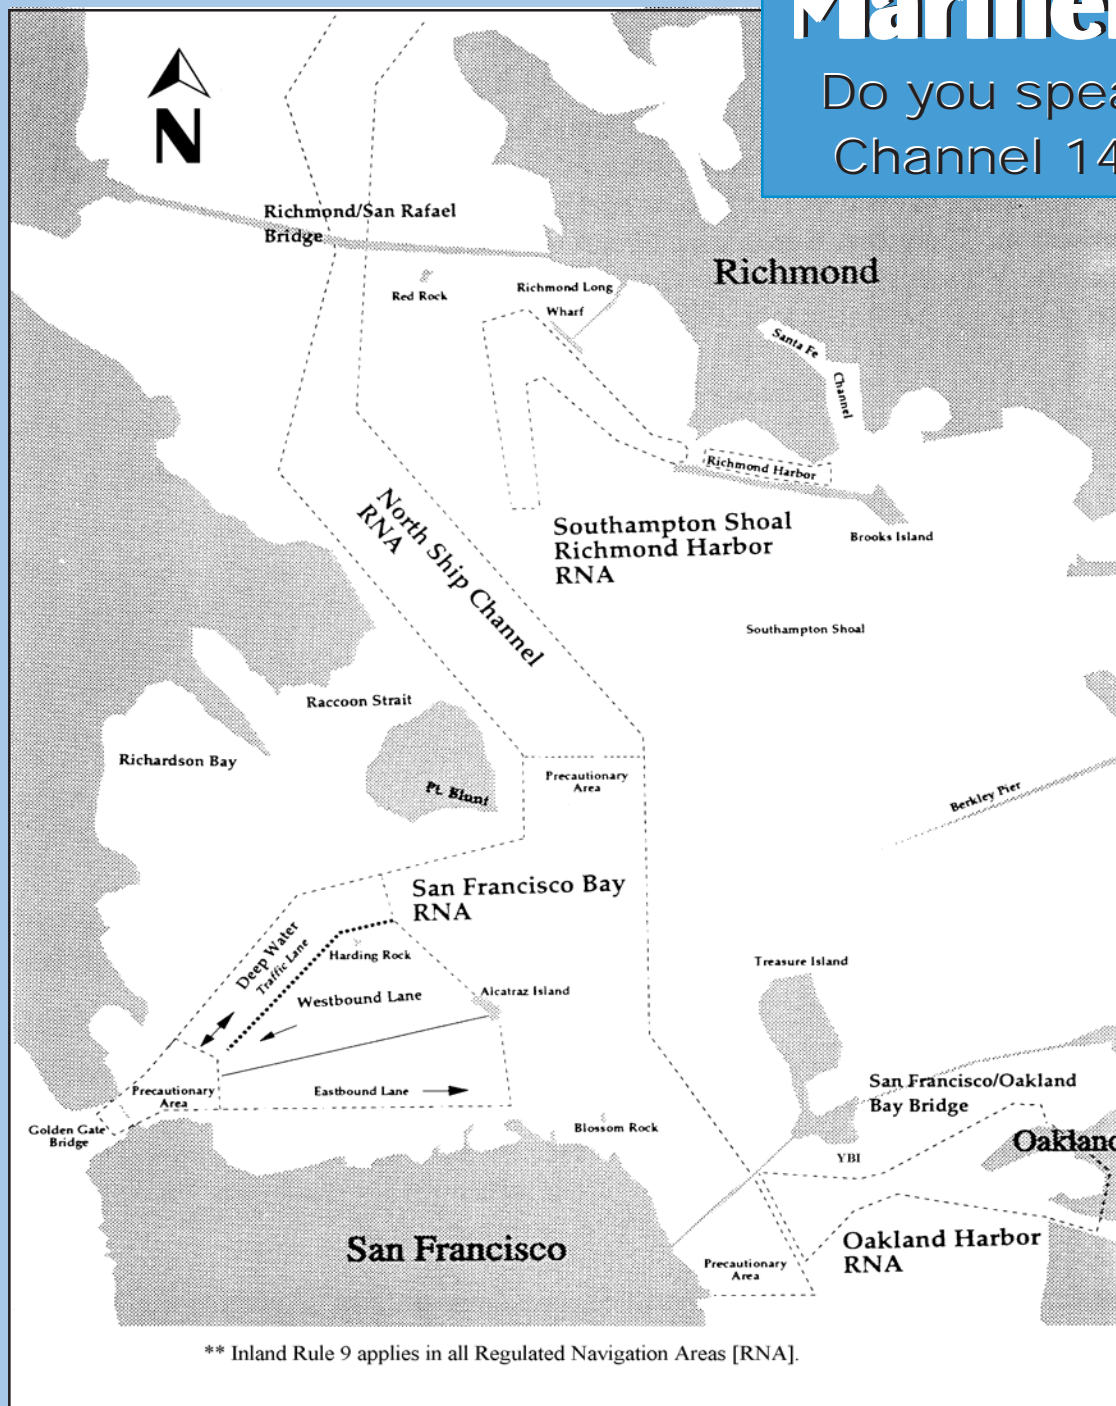 Do you
Channel 14
N
Richmond/San Rafael
Bridge
Richmond
Red Rock
Richmond Long
Wharf
Santa Fe
Channel
Richmond Harbor
North Ship Channel
RNA
Southampton Shoal
Richmond Harbor
RNA
Brooks Island
Southampton Shoal
Raccoon Strait
Richardson Bay
Pt. Blunt
Precautionary
Area
Berkley Pier
San Francisco Bay
RNA
Deep Water
Traffic Lane
Harding Rock
Treasure Island
Westbound Lane
Alcatraz Island
Precautionary
Area
Eastbound Lane
San Francisco/Oakland
Bay Bridge
Golden Gate
Bridge
Blossom Rock
Oakland
YBI
San Francisco
Oakland Harbor
RNA
Precautionary
Area
** Inland Rule 9 applies in all Regulated Navigation Areas [RNA].